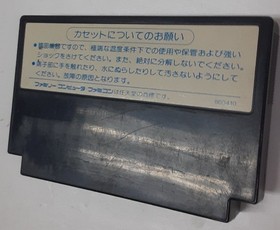 カセットについてのお願い
●精密機器ですので、極端な温度条件下での使用や保管および強い
ショックをさけてください。また、絶対に分解しないでください。
●端子部に手を触れたり、水にぬらしたりして汚さないようにして
ください。故障の原因となります。
ファミリーコンピュータ ファミコンは任天堂の商標です。